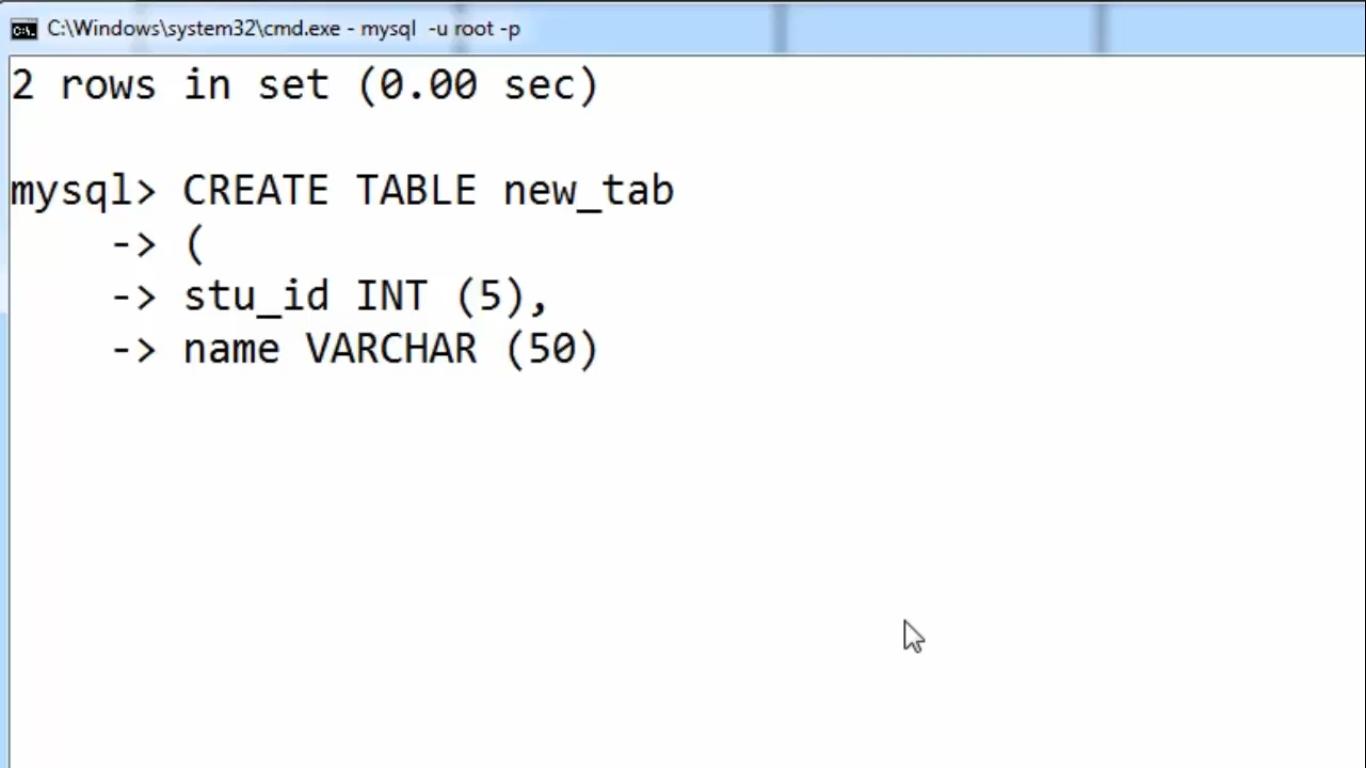 C:\Windows\system32\cmd.exe - mysql  -u root -p
2 rows in set (0.00 sec)
mysql> CREATE TABLE new_tab
    -> (
    -> stu_id INT (5),
    -> name VARCHAR (50)